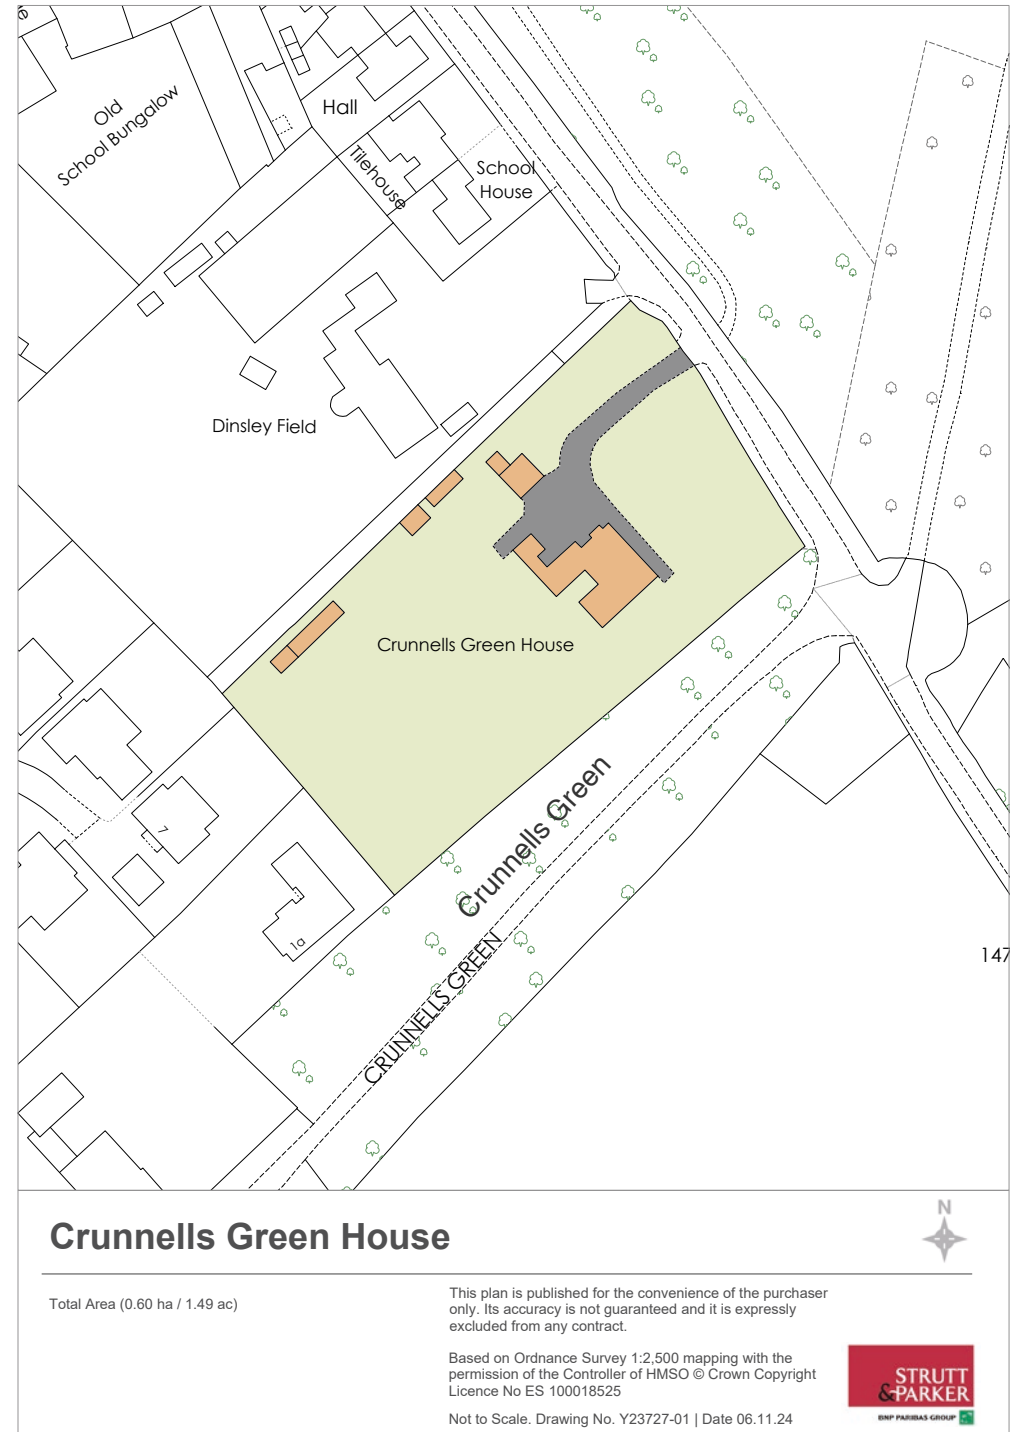 e
Old
School Bungalow
Hall
Tilehouse
School
House
Dinsley Field
Crunnells Green House
7
1a
Crunnells Green
CRUNNELLS GREEN
147
Crunnells Green House
N
Total Area (0.60 ha / 1.49 ac)
This plan is published for the convenience of the purchaser
only. Its accuracy is not guaranteed and it is expressly
excluded from any contract.
Based on Ordnance Survey 1:2,500 mapping with the
permission of the Controller of HMSO © Crown Copyright
Licence No ES 100018525
Not to Scale. Drawing No. Y23727-01 | Date 06.11.24
STRUTT
&PARKER
BNP PARIBAS GROUP